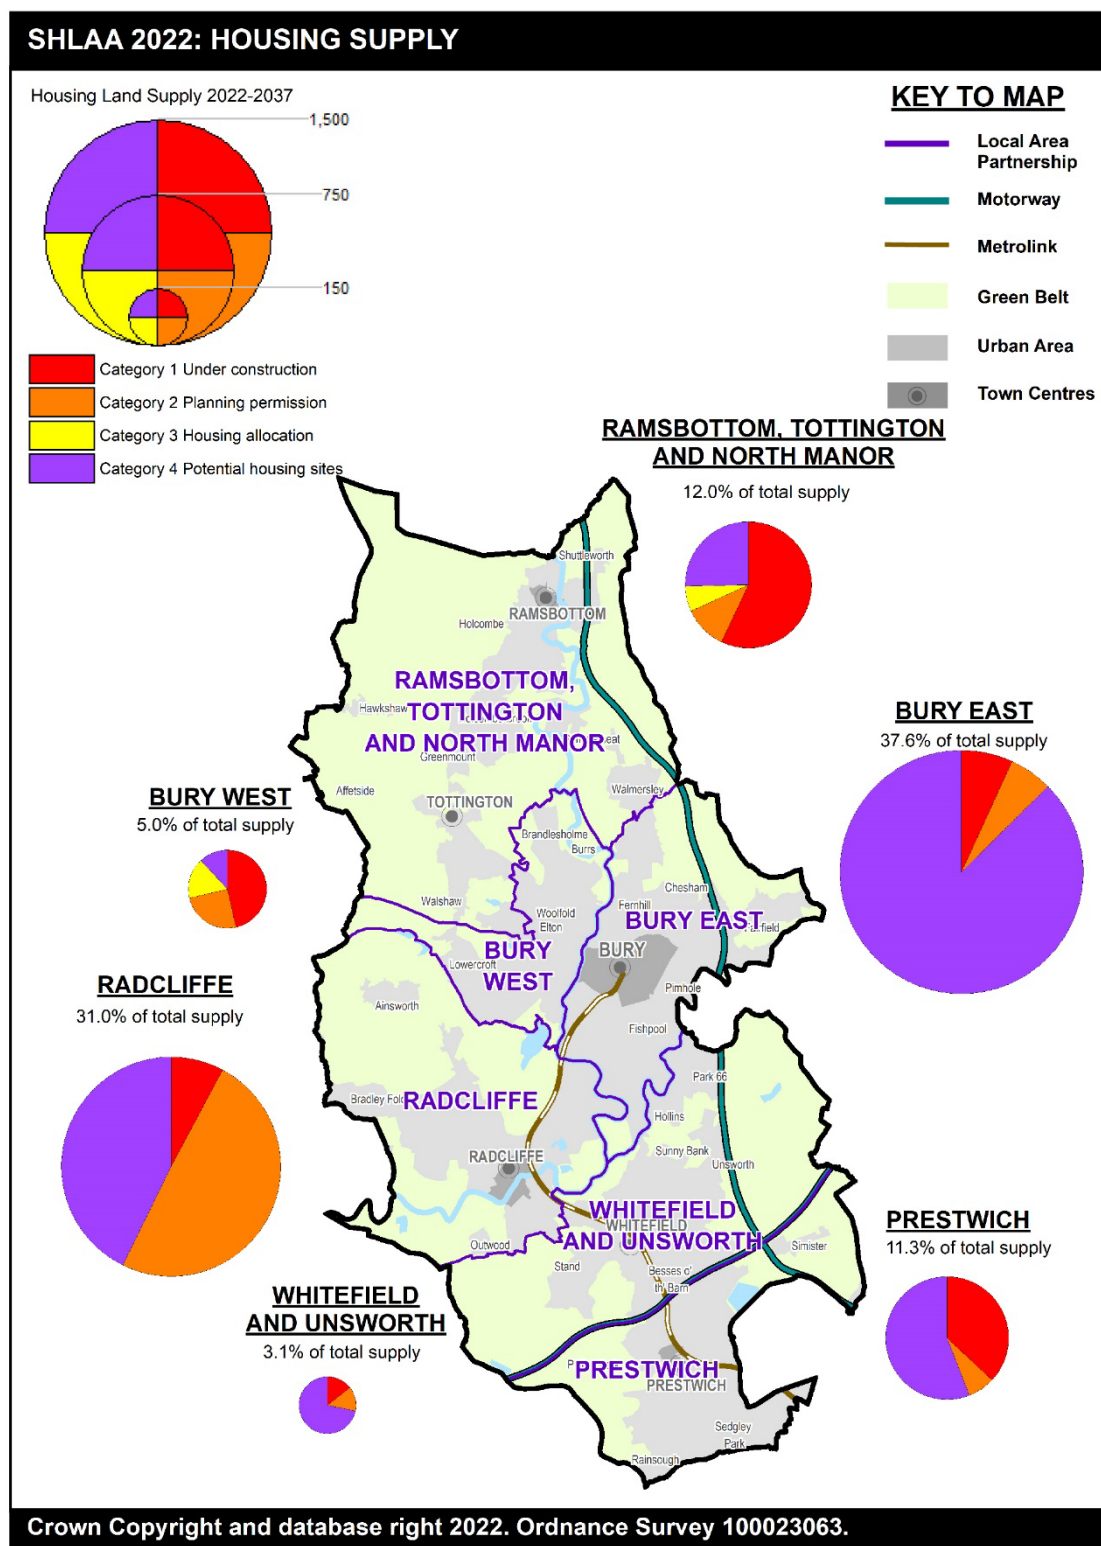 SHLAA 2022: HOUSING SUPPLY
Housing Land Supply 2022-2037
1,500
750
150
Category 1 Under construction
Category 2 Planning permission
Category 3 Housing allocation
Category 4 Potential housing sites
KEY TO MAP
Local Area
Partnership
Motorway
Metrolink
Green Belt
Urban Area
Town Centres
RAMSBOTTOM, TOTTINGTON
AND NORTH MANOR
12.0% of total supply
Shuttleworth
RAMSBOTTOM
Holcombe
RAMSBOTTOM,
TOTTINGTON
AND NORTH MANOR
Hawkshaw
Greenmount
Affetside
TOTTINGTON
Walmersley
BURY EAST
37.6% of total supply
BURY WEST
5.0% of total supply
Brandlesholme
Burrs
Chesham
Walshaw
Woolfold
Elton
Fernhill
BURY EAST
Fairfield
BURY
WEST
BURY
Lowercroft
Pimhole
Ainsworth
Fishpool
RADCLIFFE
31.0% of total supply
Park 66
Bradley Fold
RADCLIFFE
Hollins
Sunny Bank
Unsworth
RADCLIFFE
WHITEFIELD
AND UNSWORTH
WHITEFIELD
Outwood
Stand
Besses o'
th' Barn
Simister
PRESTWICH
11.3% of total supply
WHITEFIELD
AND UNSWORTH
3.1% of total supply
PRESTWICH
PRESTWICH
Sedgley
Park
Rainsough
Crown Copyright and database right 2022. Ordnance Survey 100023063.